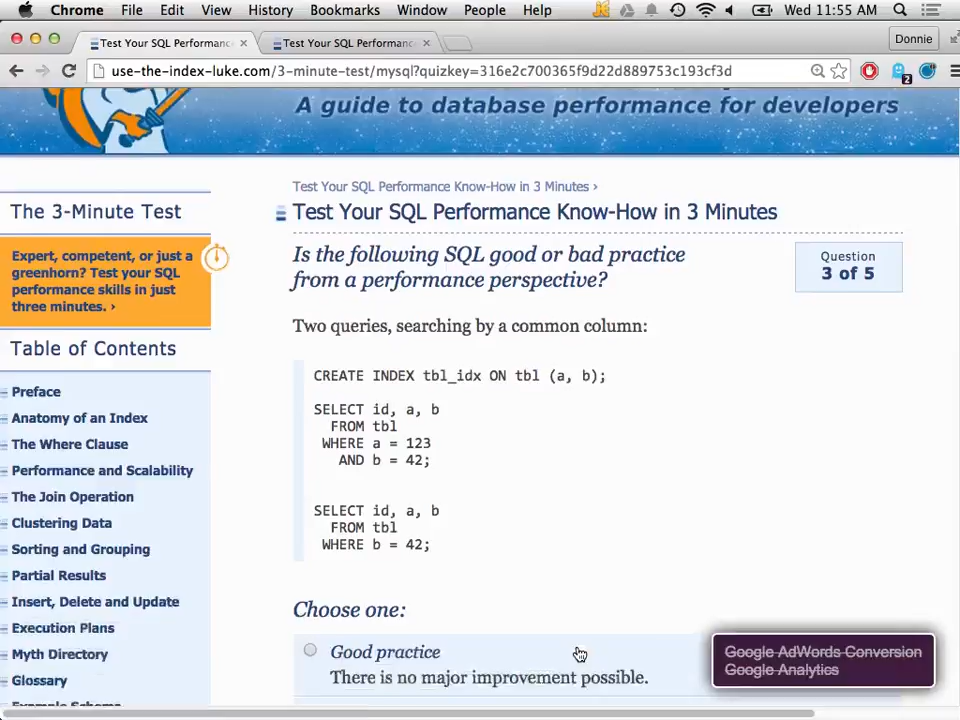 Chrome File Edit View History Bookmarks Window People Help Wed 11:55 AM
Test Your SQL Performanc × Test Your SQL Performanc × Donnie
use-the-index-luke.com/3-minute-test/mysql?quizkey=316e2c700365f9d22d889753c193cf3d 2
A guide to database performance for developers
Test Your SQL Performance Know-How in 3 Minutes ›
The 3-Minute Test
Test Your SQL Performance Know-How in 3 Minutes
Expert, competent, or just a
greenhorn? Test your SQL
performance skills in just
three minutes. ›
Is the following SQL good or bad practice
from a performance perspective?
Question
3 of 5
Two queries, searching by a common column:
Table of Contents
Preface
Anatomy of an Index
The Where Clause
Performance and Scalability
The Join Operation
Clustering Data
Sorting and Grouping
Partial Results
Insert, Delete and Update
Execution Plans
Myth Directory
Glossary
Example Schema
CREATE INDEX tbl_idx ON tbl (a, b);
SELECT id, a, b
FROM tbl
WHERE a = 123
AND b = 42;
SELECT id, a, b
FROM tbl
WHERE b = 42;
Choose one:
Good practice
There is no major improvement possible.
Google AdWords Conversion
Google Analytics